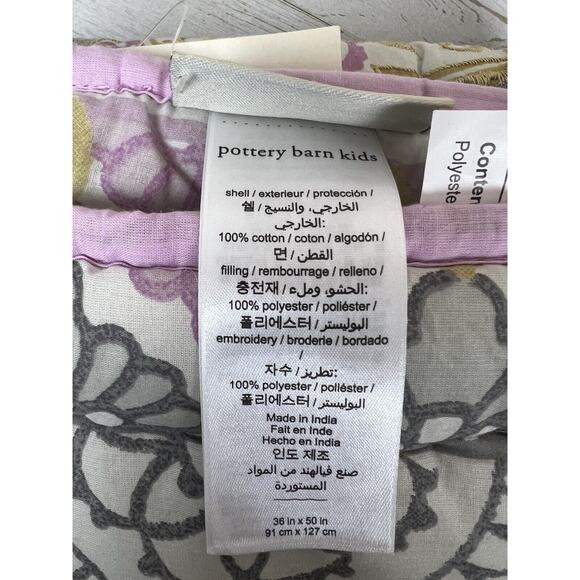 pottery barn kids
shell / exterieur / protección /
쉘 / الخارجي، والنسيج
الخارجي:
100% cotton / coton / algodón /
면 / القطن
filling / rembourrage / relleno /
충전재 / الحشو، وملء:
100% polyester / poliéster /
폴리에스터 / البوليستر
embroidery / broderie / bordado
/
자수 / تطريز:
100% polyester / poliéster /
폴리에스터 / البوليستر
Made in India
Fait en Inde
Hecho en India
인도 제조
صنع فيالهند من المواد
المستوردة
36 in x 50 in
91 cm x 127 cm
Conten
Polyeste